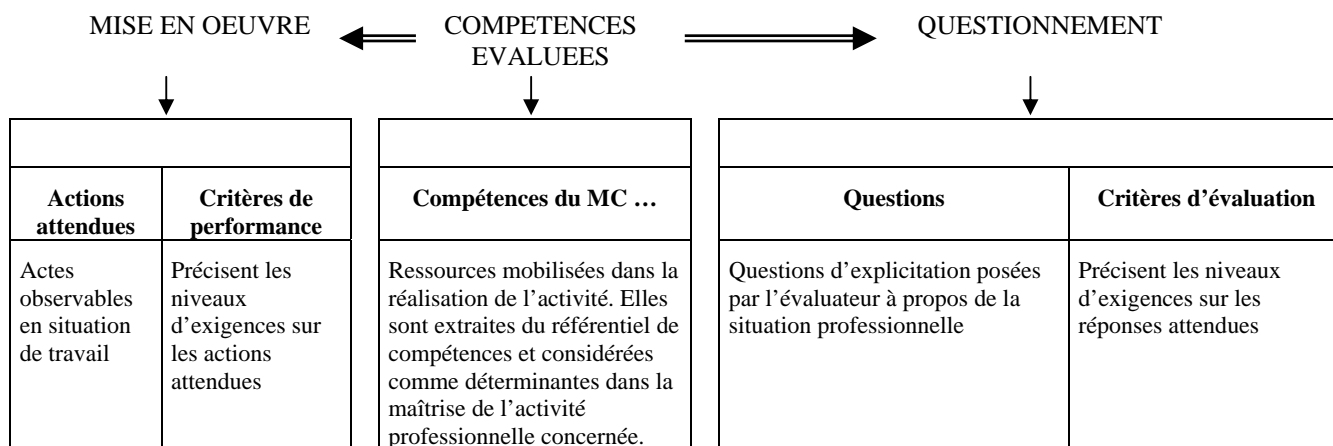 MISE EN OEUVRE
COMPETENCES
EVALUEES
QUESTIONNEMENT
Actions
attendues
Critères de
performance
Compétences du MC …
Questions
Critères d’évaluation
Actes
observables
en situation
de travail
Précisent les
niveaux
d’exigences sur
les actions
attendues
Ressources mobilisées dans la
réalisation de l’activité. Elles
sont extraites du référentiel de
compétences et considérées
comme déterminantes dans la
maîtrise de l’activité
professionnelle concernée.
Questions d’explicitation posées
par l’évaluateur à propos de la
situation professionnelle
Précisent les niveaux
d’exigences sur les
réponses attendues